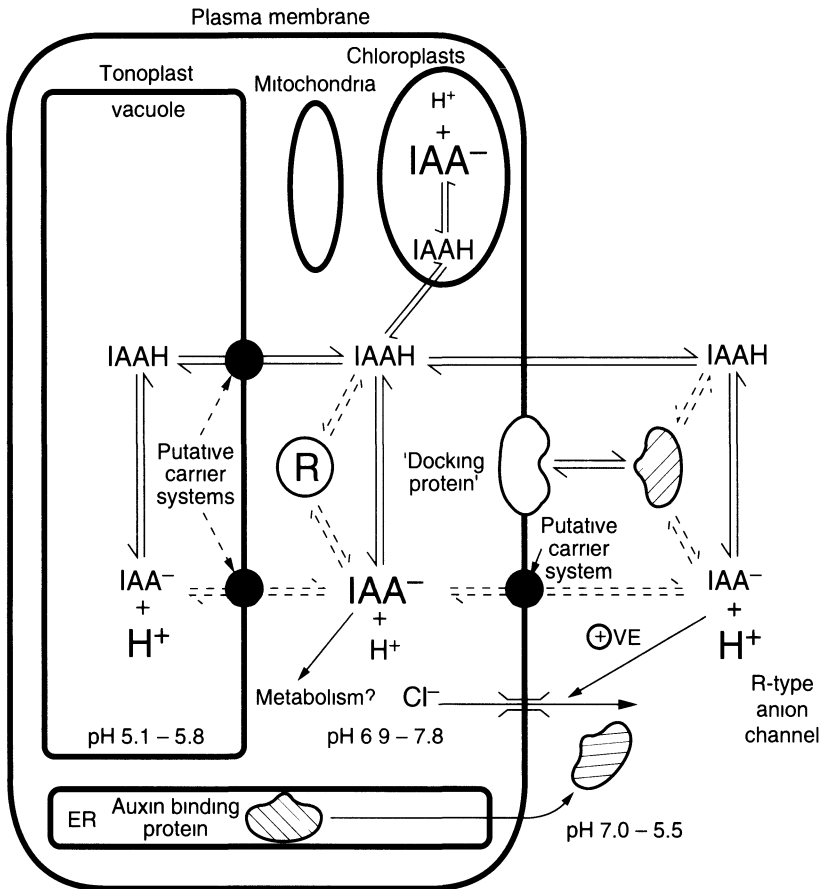 Plasma membrane
Tonoplast
vacuole
Mitochondria
Chloroplasts
H⁺
+
IAA⁻
IAAH
IAAH
IAAH
IAAH
Putative
carrier
systems
R
'Docking
protein'
Putative
carrier
system
IAA⁻
+
H⁺
IAA⁻
+
H⁺
IAA⁻
+
H⁺
+VE
Metabolism?
Cl⁻
R-type
anion
channel
pH 5.1 – 5.8
pH 6 9 – 7.8
ER
Auxin binding
protein
pH 7.0 – 5.5